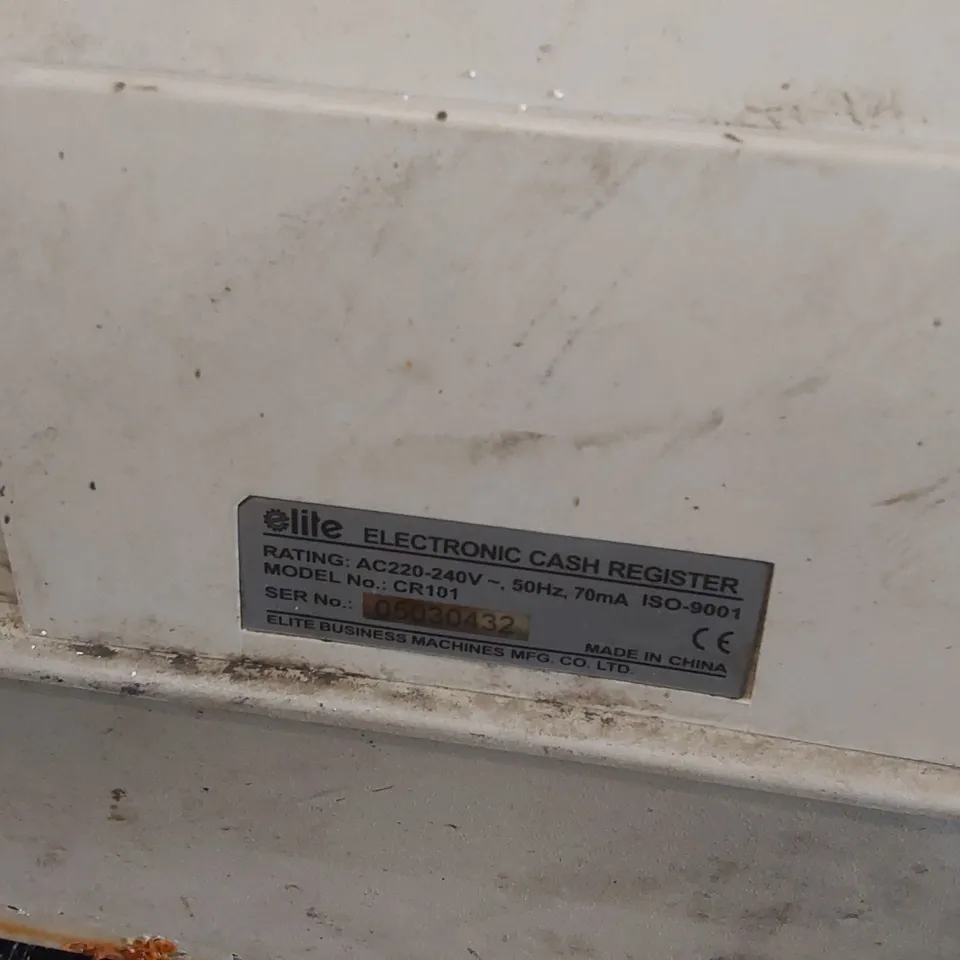 elite ELECTRONIC CASH REGISTER
RATING: AC220-240V ~. 50Hz, 70mA ISO-9001
MODEL No.: CR101
SER No.: 05030432 CE
MADE IN CHINA
ELITE BUSINESS MACHINES MFG. CO. LTD.